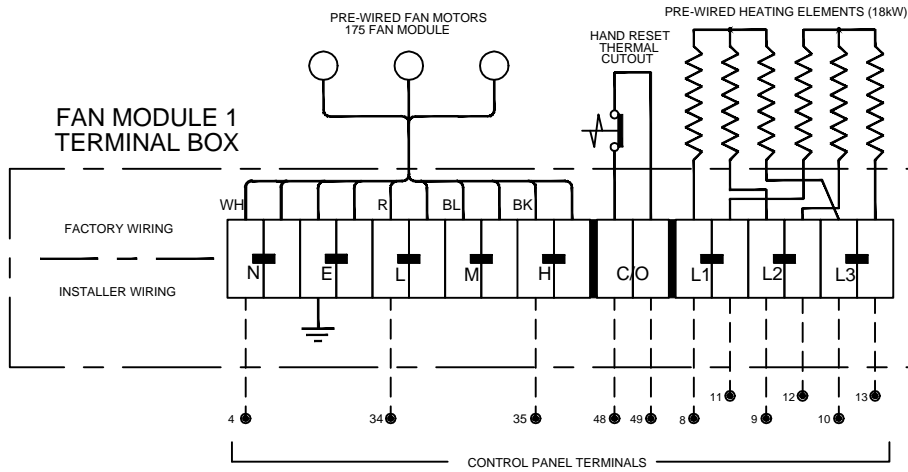 PRE-WIRED FAN MOTORS
175 FAN MODULE
HAND RESET
THERMAL
CUTOUT
PRE-WIRED HEATING ELEMENTS (18kW)
FAN MODULE 1
TERMINAL BOX
WH R BL BK
FACTORY WIRING
N E L M H C/O L1 L2 L3
INSTALLER WIRING
11 12 13
4 34 35 48 49 8 9 10
CONTROL PANEL TERMINALS